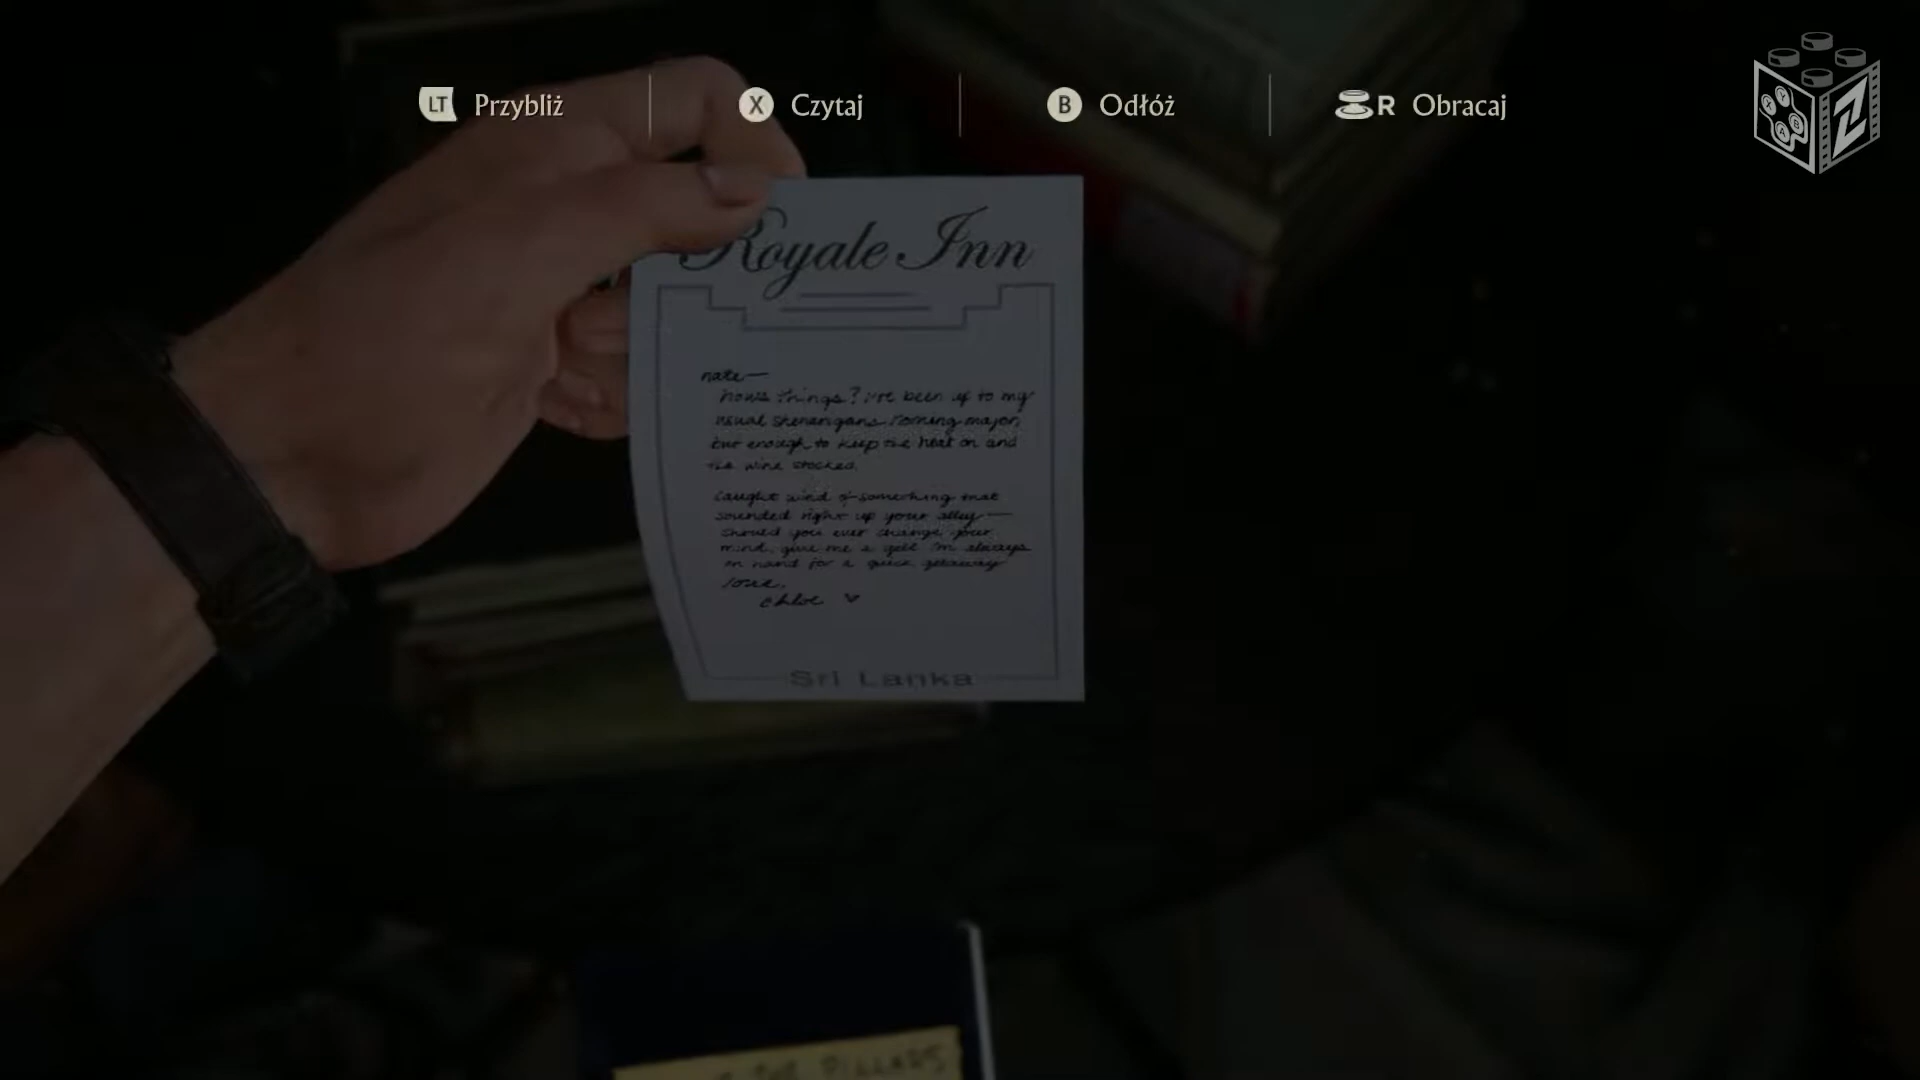 LT Przybliż
X Czytaj
B Odłóż
R Obracaj
Royale Inn
nate—
hows things? I've been up to my
usual shenanigans. Nothing major,
but enough to keep the heat on and
the wine stocked.
Caught wind of something that
sounded right up your alley—
should you ever change your
mind, give me a yell. I'm always
on hand for a quick getaway
love,
chloe
Sri Lanka
PILLARS
X
Y
B
A
Z